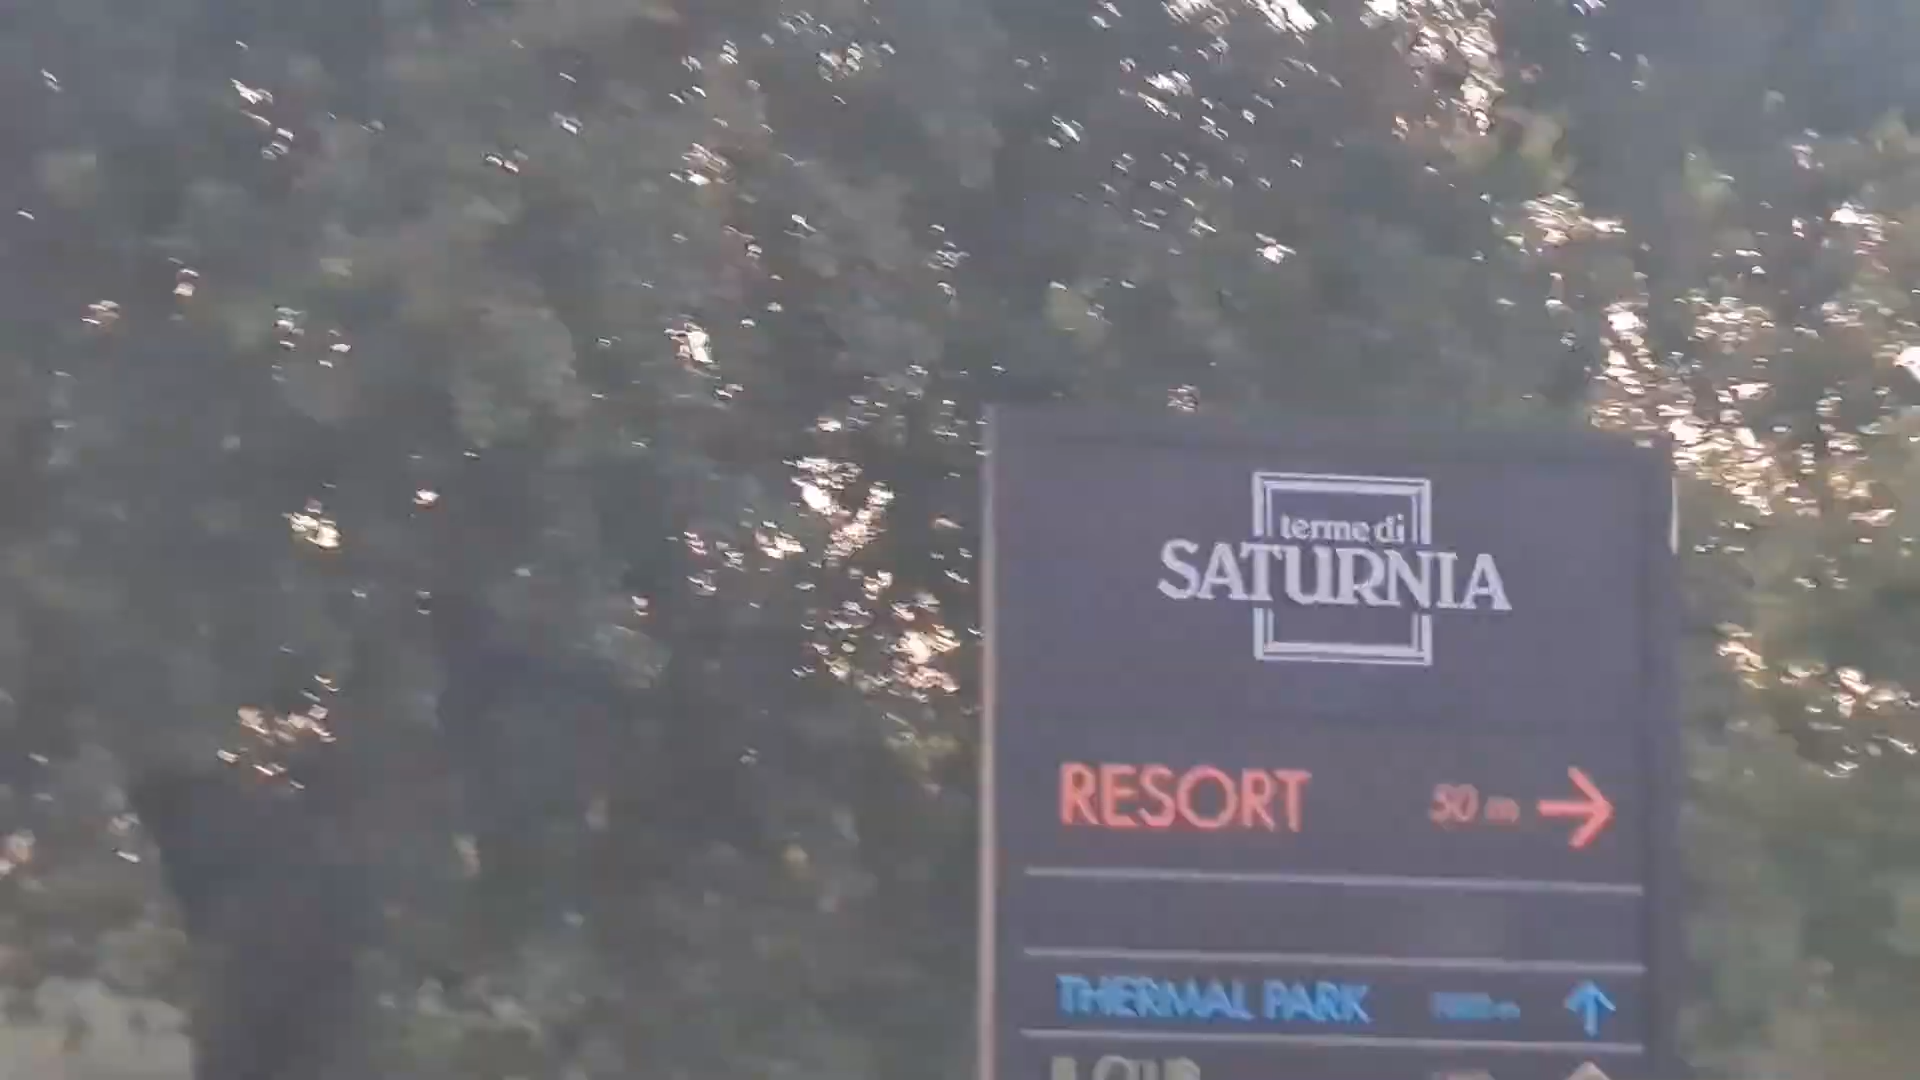 terme di
SATURNIA
RESORT 50 m →
THERMAL PARK ↑